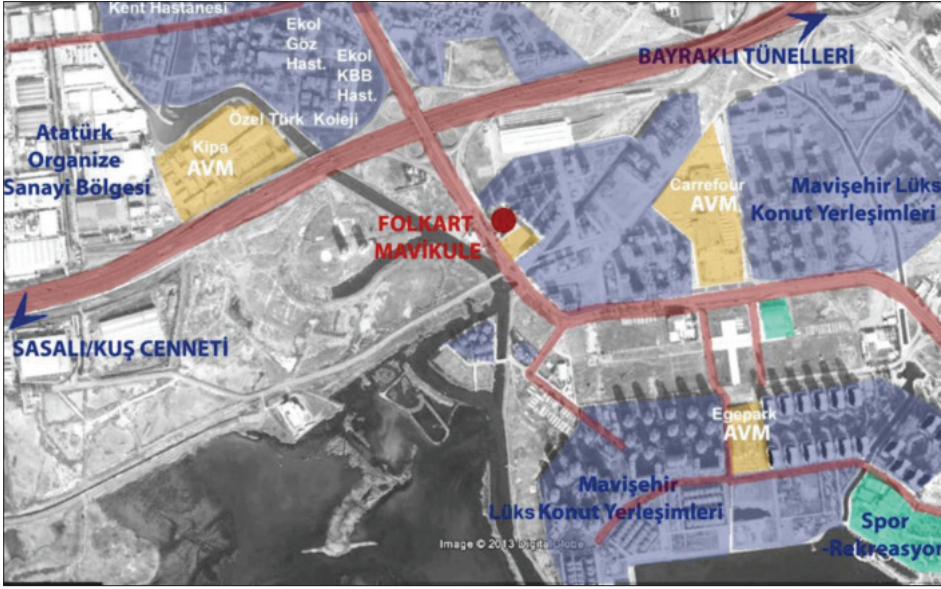 Kent Hastanesi
Ekol
Göz
Hast.
Ekol
KBB
Hast.
BAYRAKLI TÜNELLERİ
Özel Türk Koleji
Kipa
AVM
Atatürk
Organize
Sanayi Bölgesi
Carrefour
AVM
Mavişehir Lüks
Konut Yerleşimleri
FOLKART
MAVİKULE
SASALI/KUŞ CENNETİ
Egepark
AVM
Mavişehir
Lüks Konut Yerleşimleri
Spor
-Rekreasyon
Image © 2013 DigitalGlobe